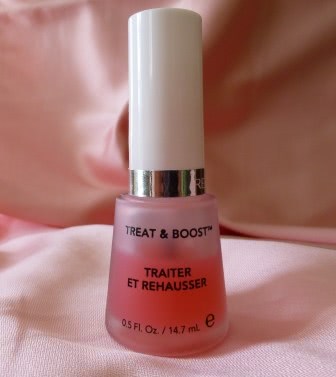 TREAT & BOOST™
TRAITER
ET REHAUSSER
0.5 Fl. Oz. / 14.7 mL e